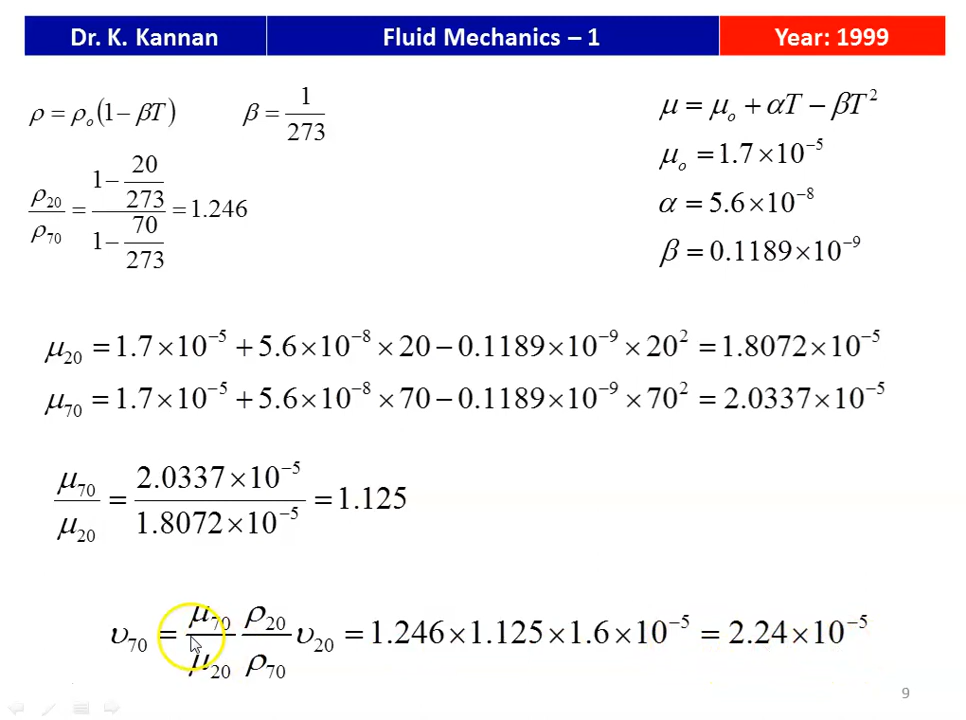 Dr. K. Kannan Fluid Mechanics – 1 Year: 1999
ρ = ρₒ(1 − βT) β = 1/273
ρ₂₀/ρ₇₀ = (1 − 20/273)/(1 − 70/273) = 1.246
μ = μₒ + αT − βT²
μₒ = 1.7 × 10⁻⁵
α = 5.6 × 10⁻⁸
β = 0.1189 × 10⁻⁹
μ₂₀ = 1.7 × 10⁻⁵ + 5.6 × 10⁻⁸ × 20 − 0.1189 × 10⁻⁹ × 20² = 1.8072 × 10⁻⁵
μ₇₀ = 1.7 × 10⁻⁵ + 5.6 × 10⁻⁸ × 70 − 0.1189 × 10⁻⁹ × 70² = 2.0337 × 10⁻⁵
μ₇₀/μ₂₀ = (2.0337 × 10⁻⁵)/(1.8072 × 10⁻⁵) = 1.125
υ₇₀ = μ₇₀/μ₂₀ ρ₂₀/ρ₇₀ υ₂₀ = 1.246 × 1.125 × 1.6 × 10⁻⁵ = 2.24 × 10⁻⁵
9